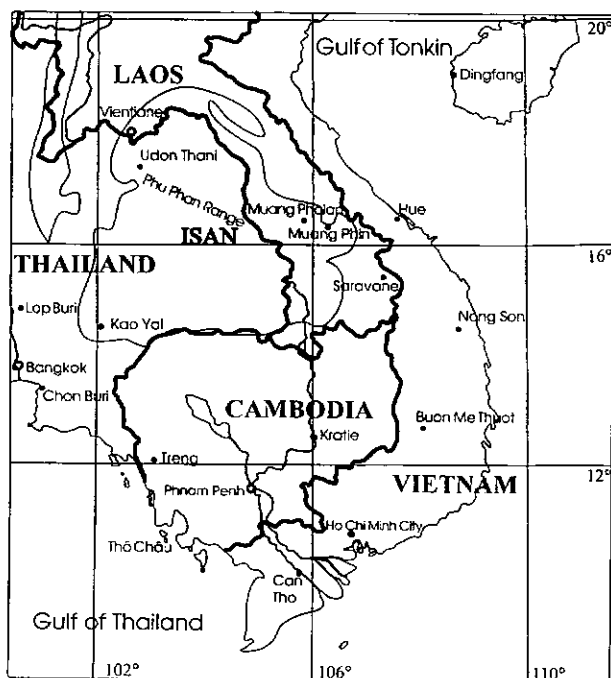 20°
Gulf of Tonkin
Dingfang
LAOS
Vientiane
Udon Thani
Phu Phan Range
Muang Phalan
Hue
Muang Phin
ISAN
16°
THAILAND
Saravane
Lop Buri
Kao Yal
Nong Son
Bangkok
Chon Buri
CAMBODIA
Buon Me Thuot
Kratie
Treng
12°
Phnam Penh
VIETNAM
Ho Chi Minh City
Thô Châu
Can
Tho
Gulf of Thailand
102°
106°
110°